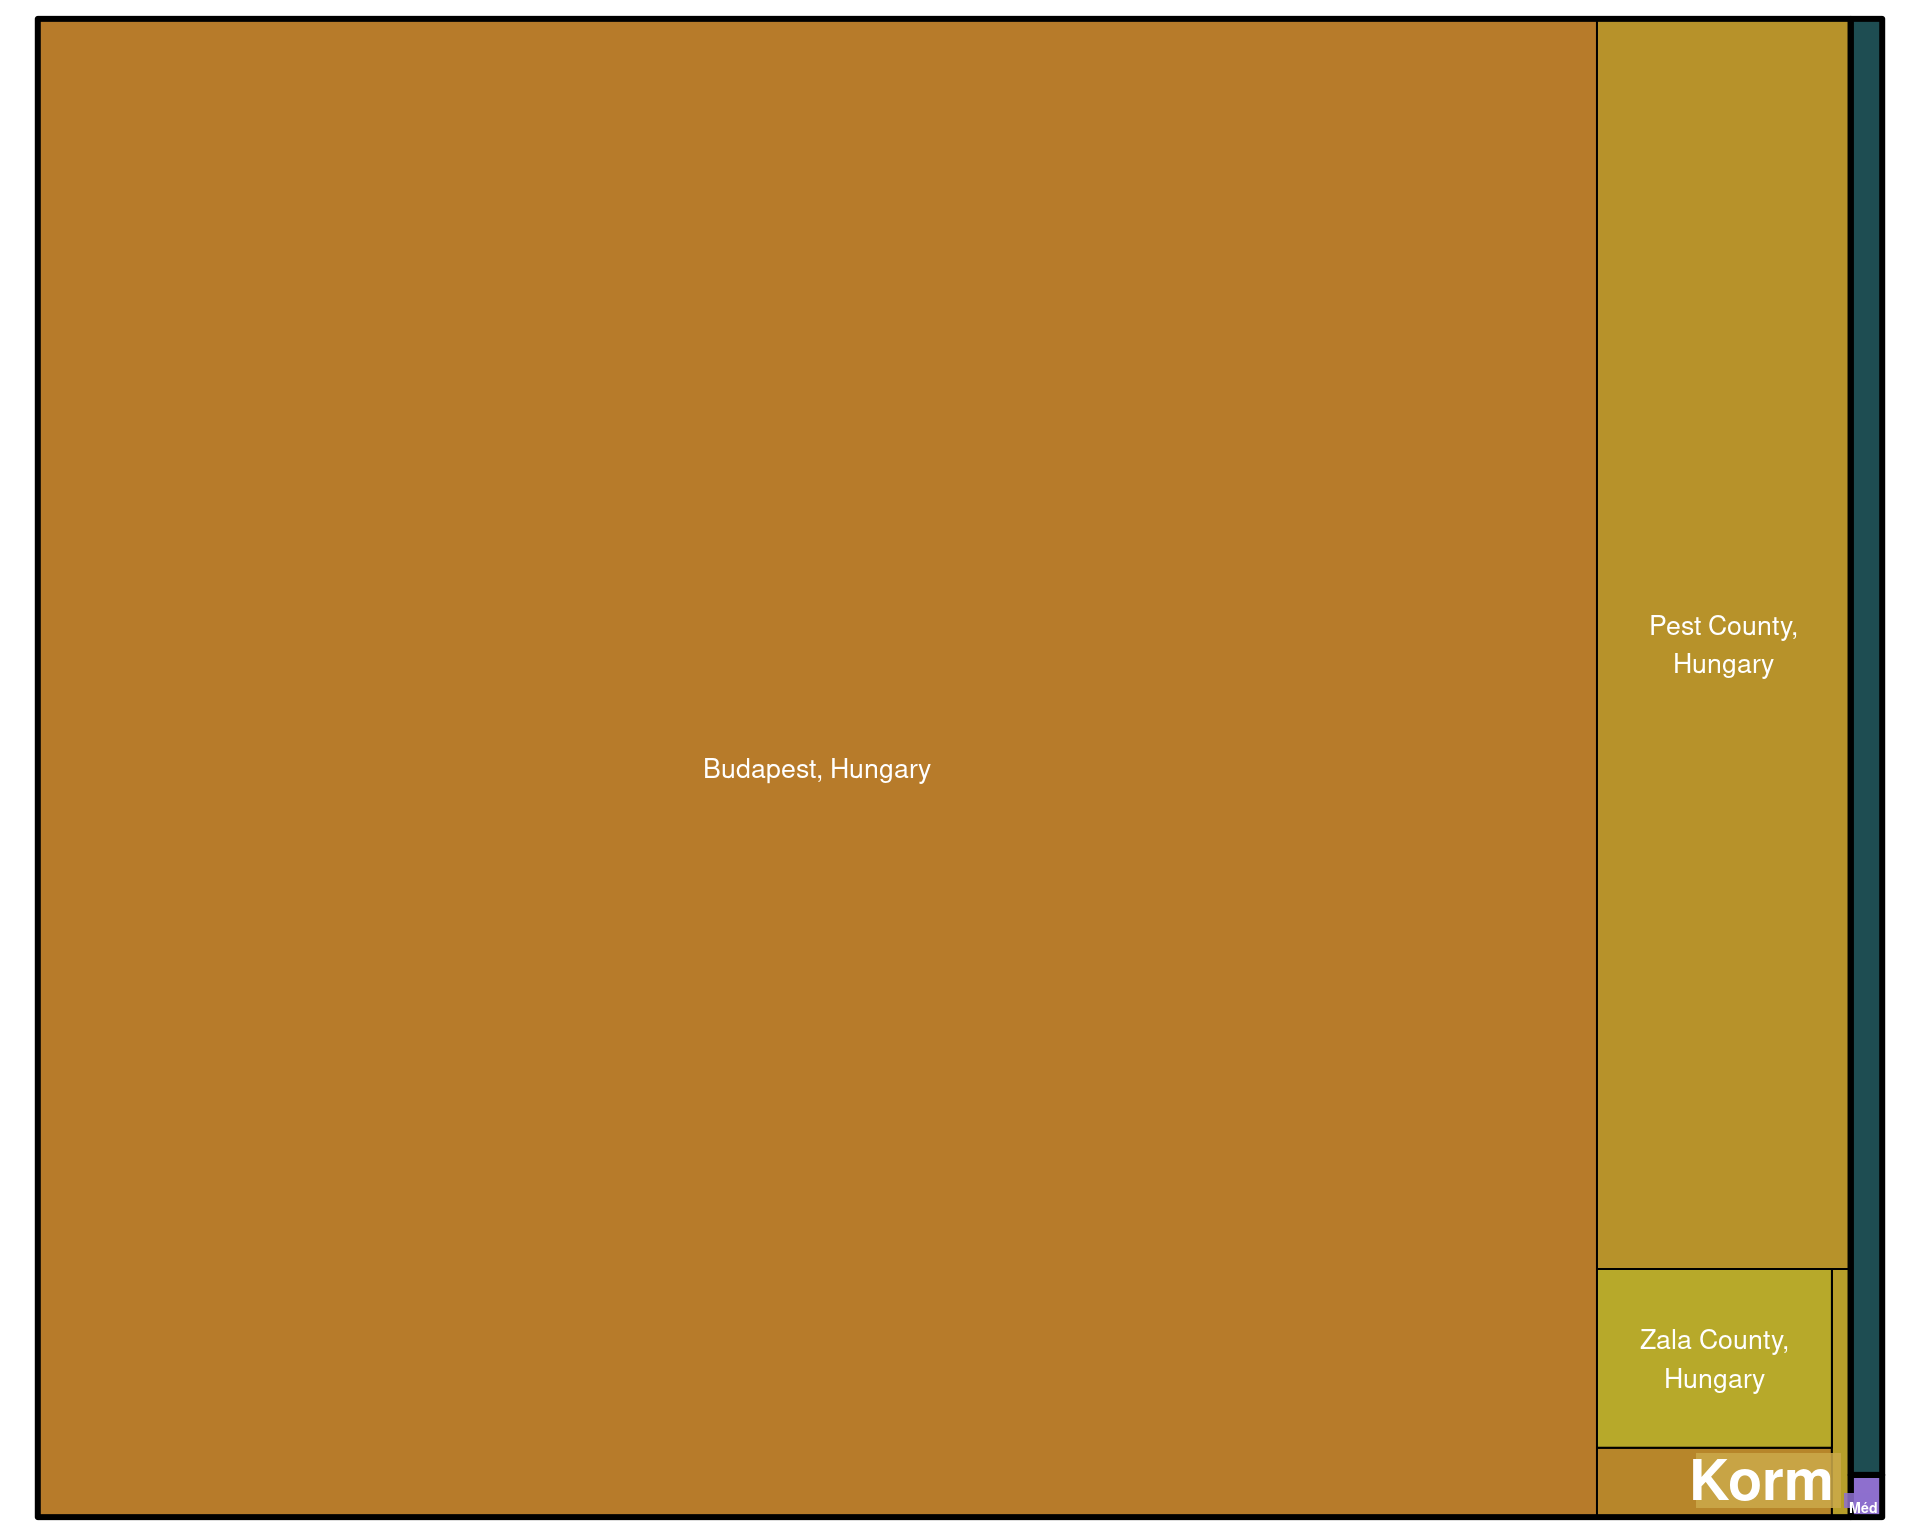 Pest County,
Hungary
Budapest, Hungary
Zala County,
Hungary
Korm
Méd